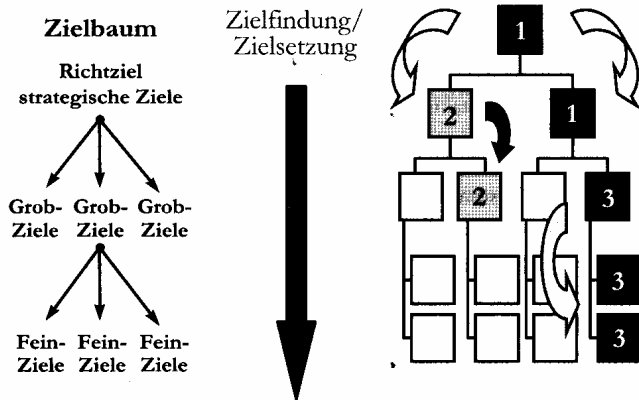 Zielbaum
Richtziel
strategische Ziele
Grob-
Ziele
Grob-
Ziele
Grob-
Ziele
Fein-
Ziele
Fein-
Ziele
Fein-
Ziele
Zielfindung/
Zielsetzung
1
2
1
2
3
3
3